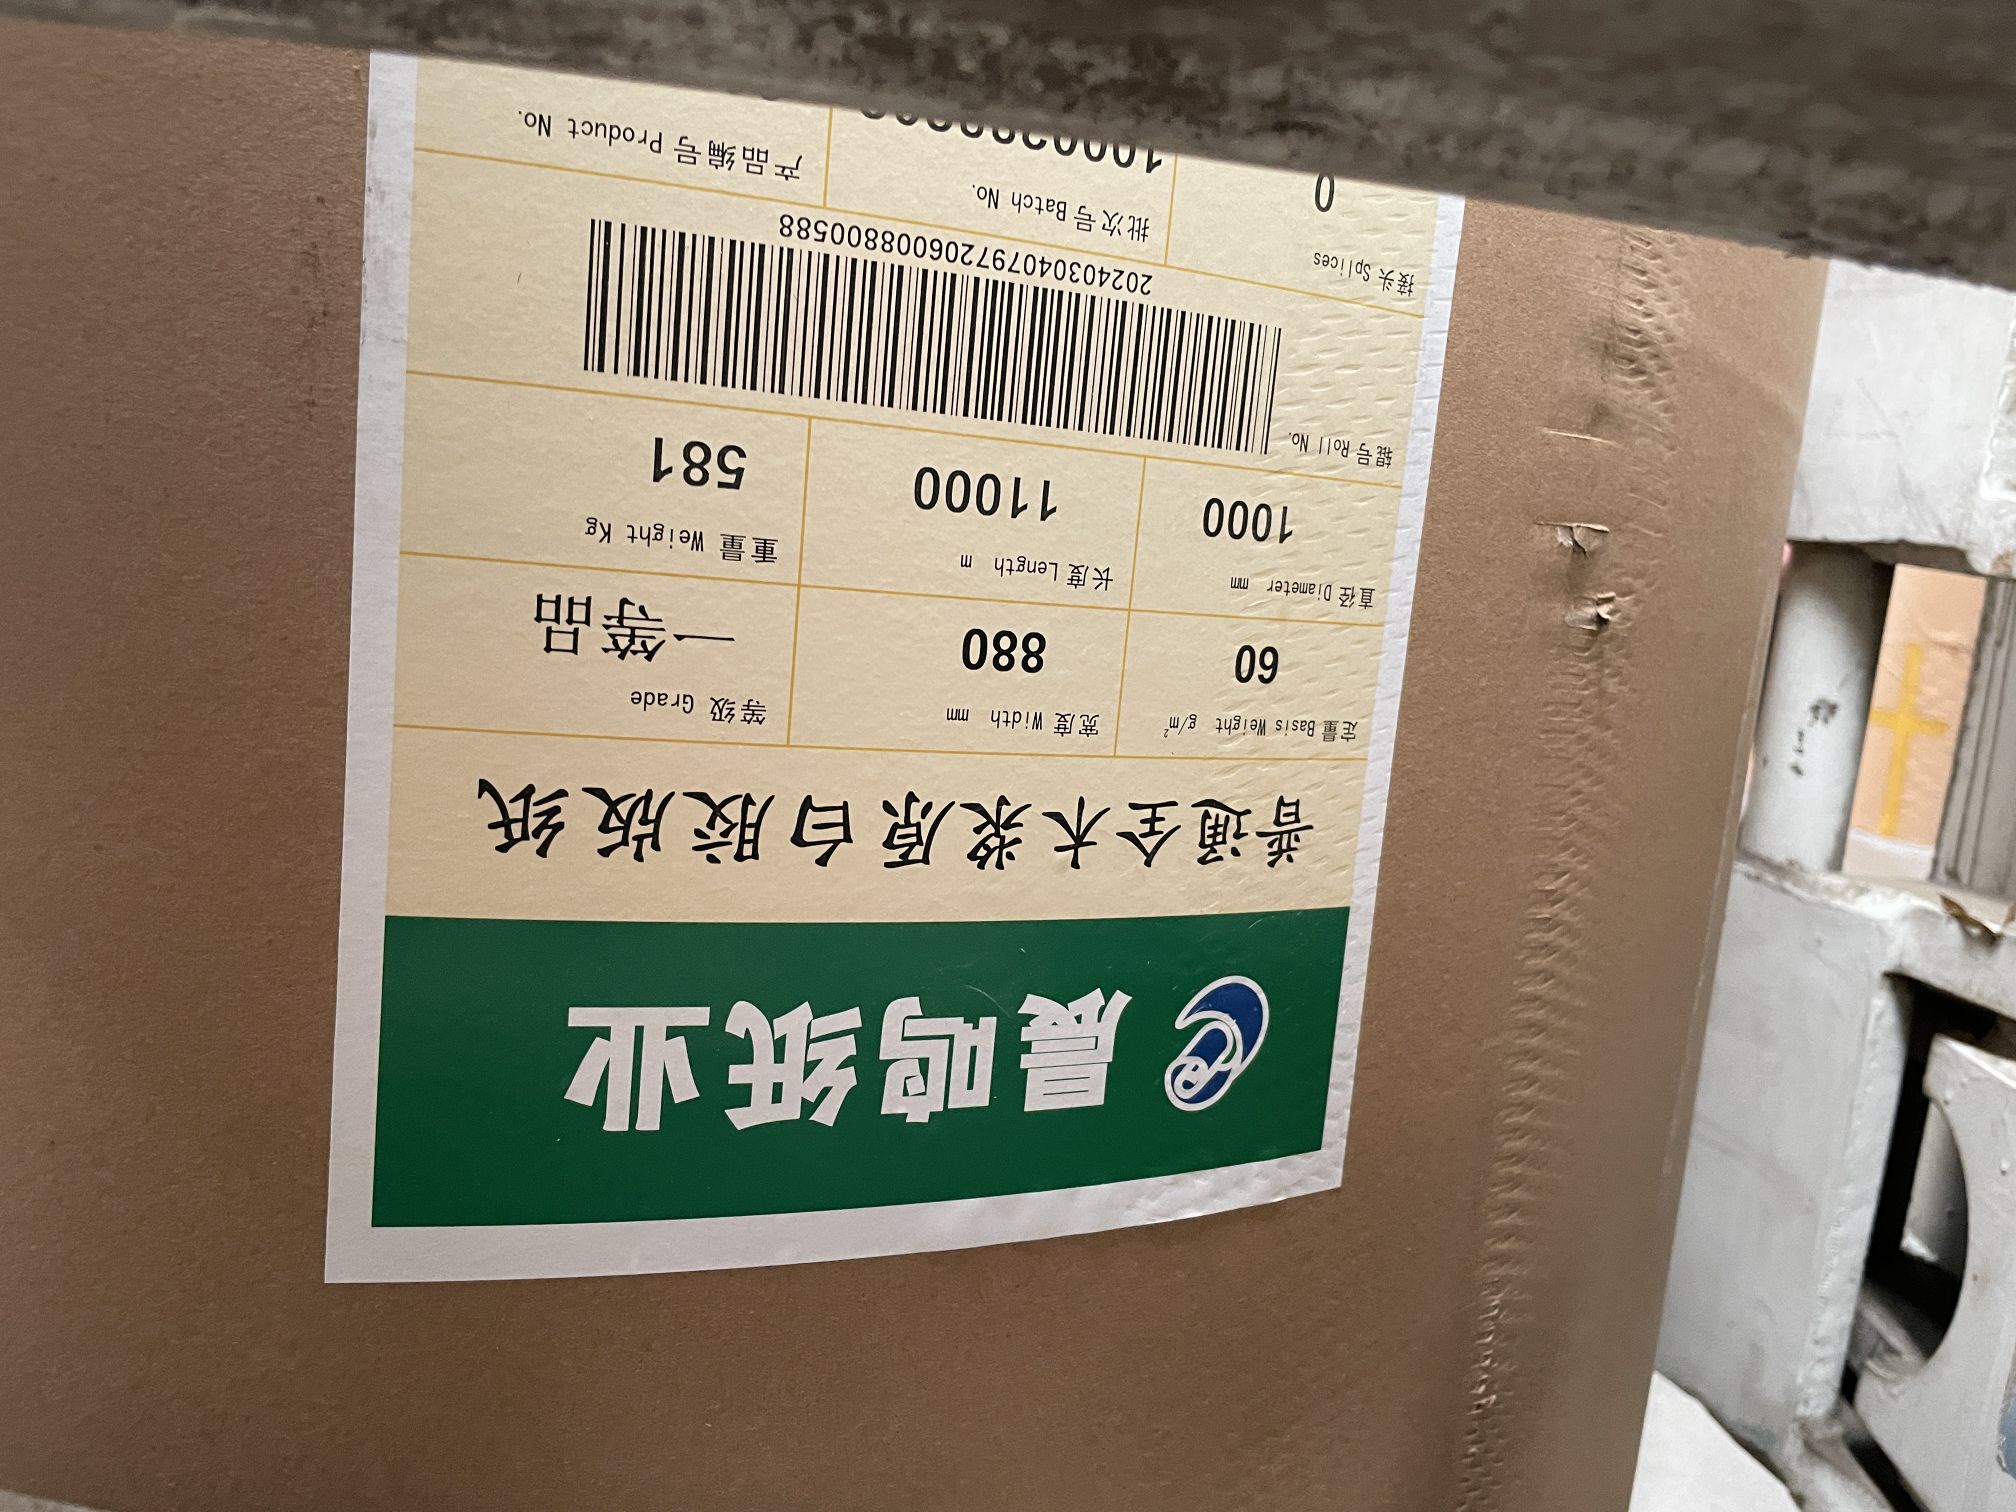 晨鸣纸业
普通全木浆原白胶版纸
定量 Basis Weight g/m² 宽度 Width mm 等级 Grade
60 880 一等品
直径 Diameter mm 长度 Length m 重量 Weight Kg
1000 11000 581
辊号 Roll No.
20240304079720600880058​8
接头 Splices 批次号 Batch No. 产品编号 Product No.
0